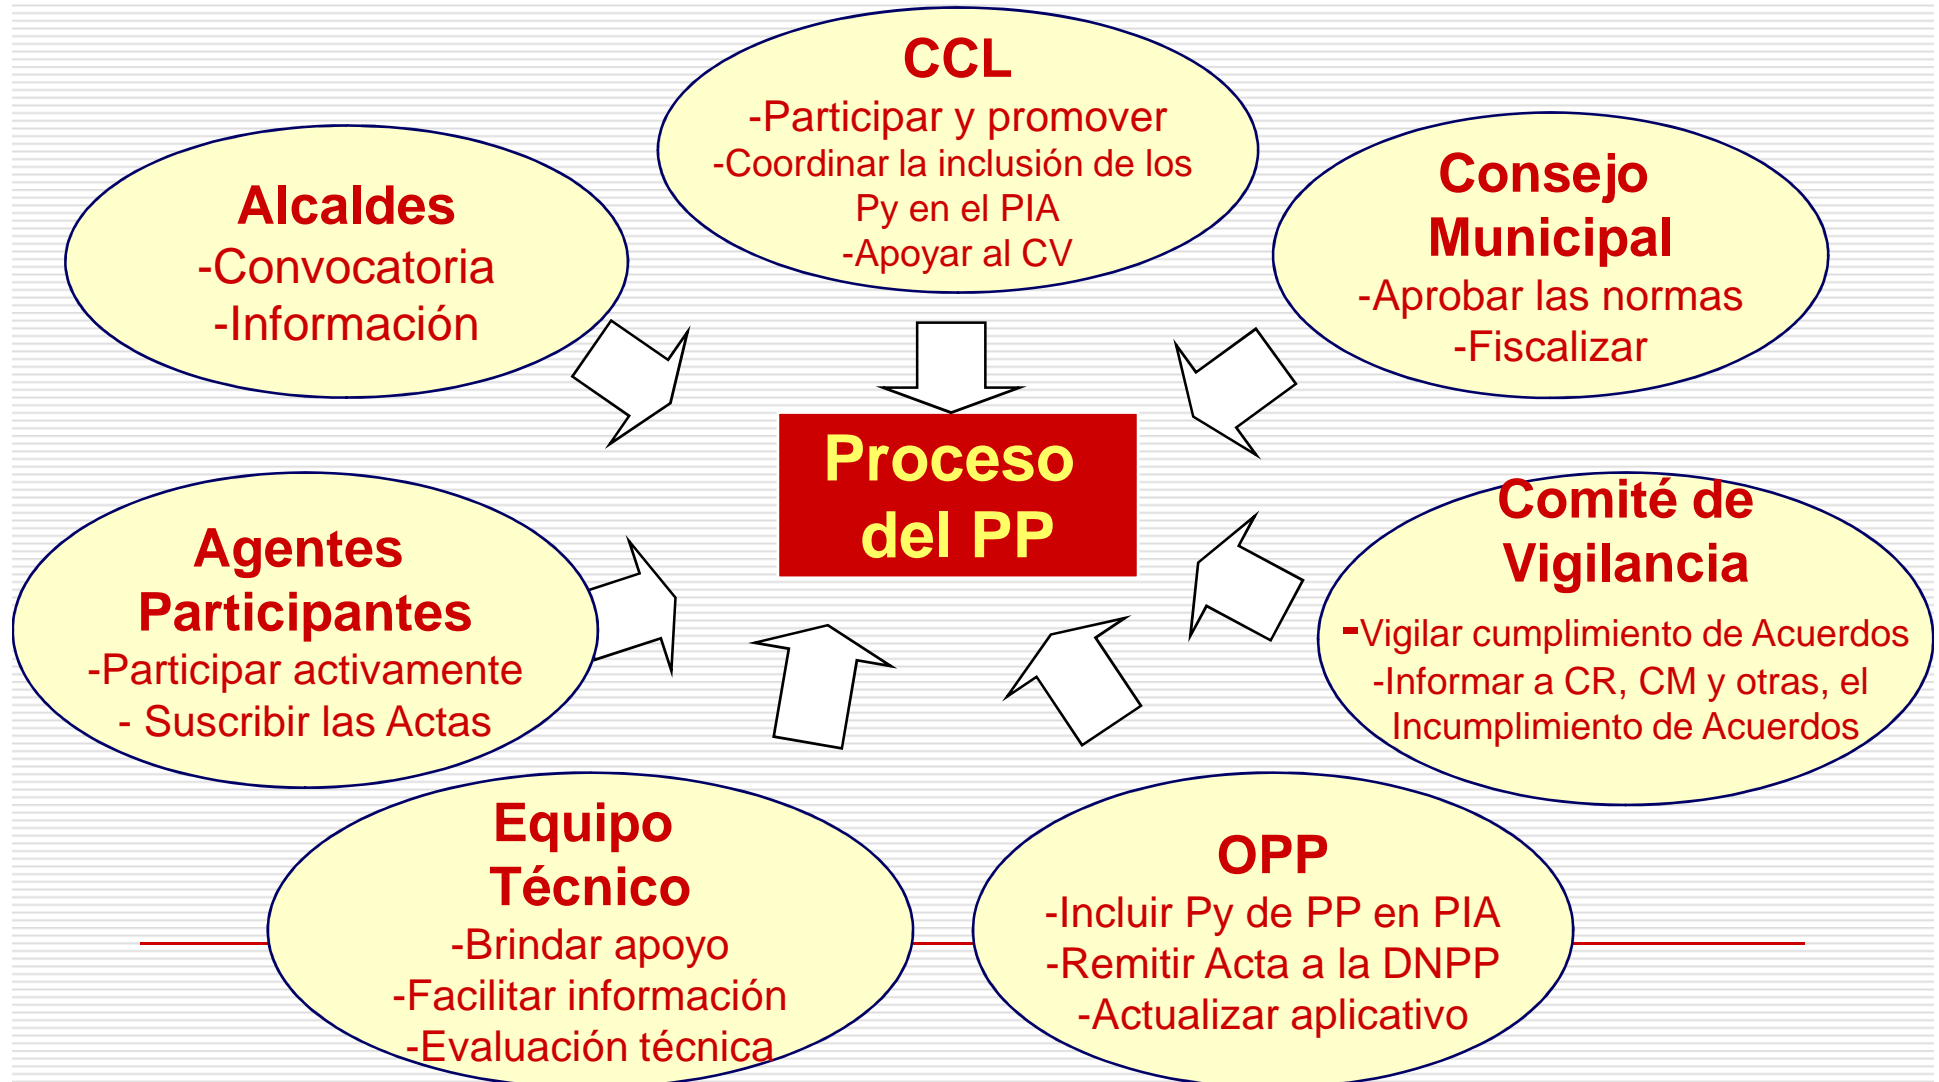 CCL
-Participar y promover
-Coordinar la inclusión de los
Py en el PIA
-Apoyar al CV
Alcaldes
-Convocatoria
-Información
Consejo
Municipal
-Aprobar las normas
-Fiscalizar
Proceso
del PP
Agentes
Participantes
-Participar activamente
- Suscribir las Actas
Comité de
Vigilancia
-Vigilar cumplimiento de Acuerdos
-Informar a CR, CM y otras, el
Incumplimiento de Acuerdos
Equipo
Técnico
-Brindar apoyo
-Facilitar información
-Evaluación técnica
OPP
-Incluir Py de PP en PIA
-Remitir Acta a la DNPP
-Actualizar aplicativo